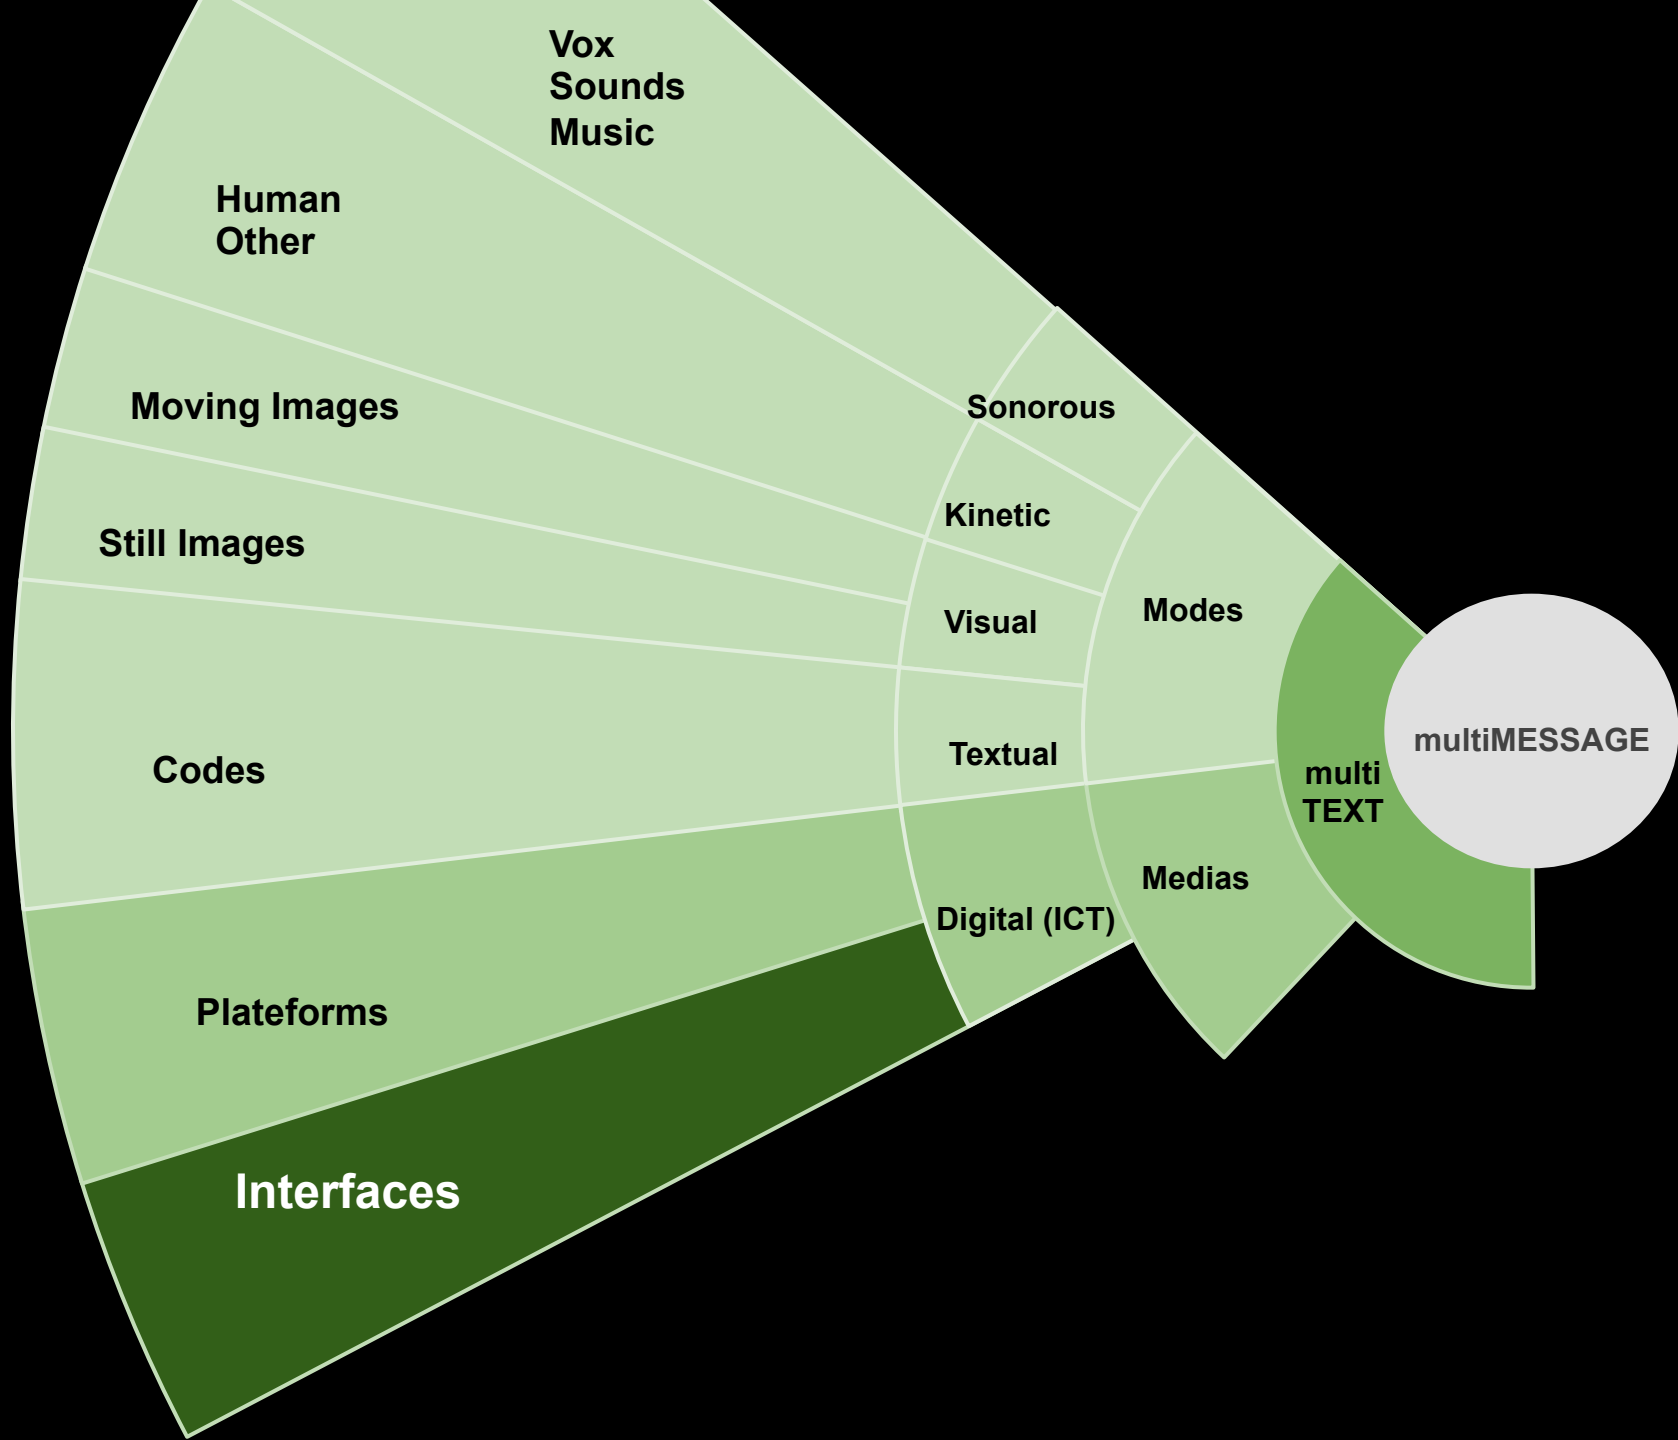 Vox
Sounds
Music
Human
Other
Moving Images
Still Images
Codes
Plateforms
Interfaces
Sonorous
Kinetic
Visual
Textual
Digital (ICT)
Modes
Medias
multi
TEXT
multiMESSAGE